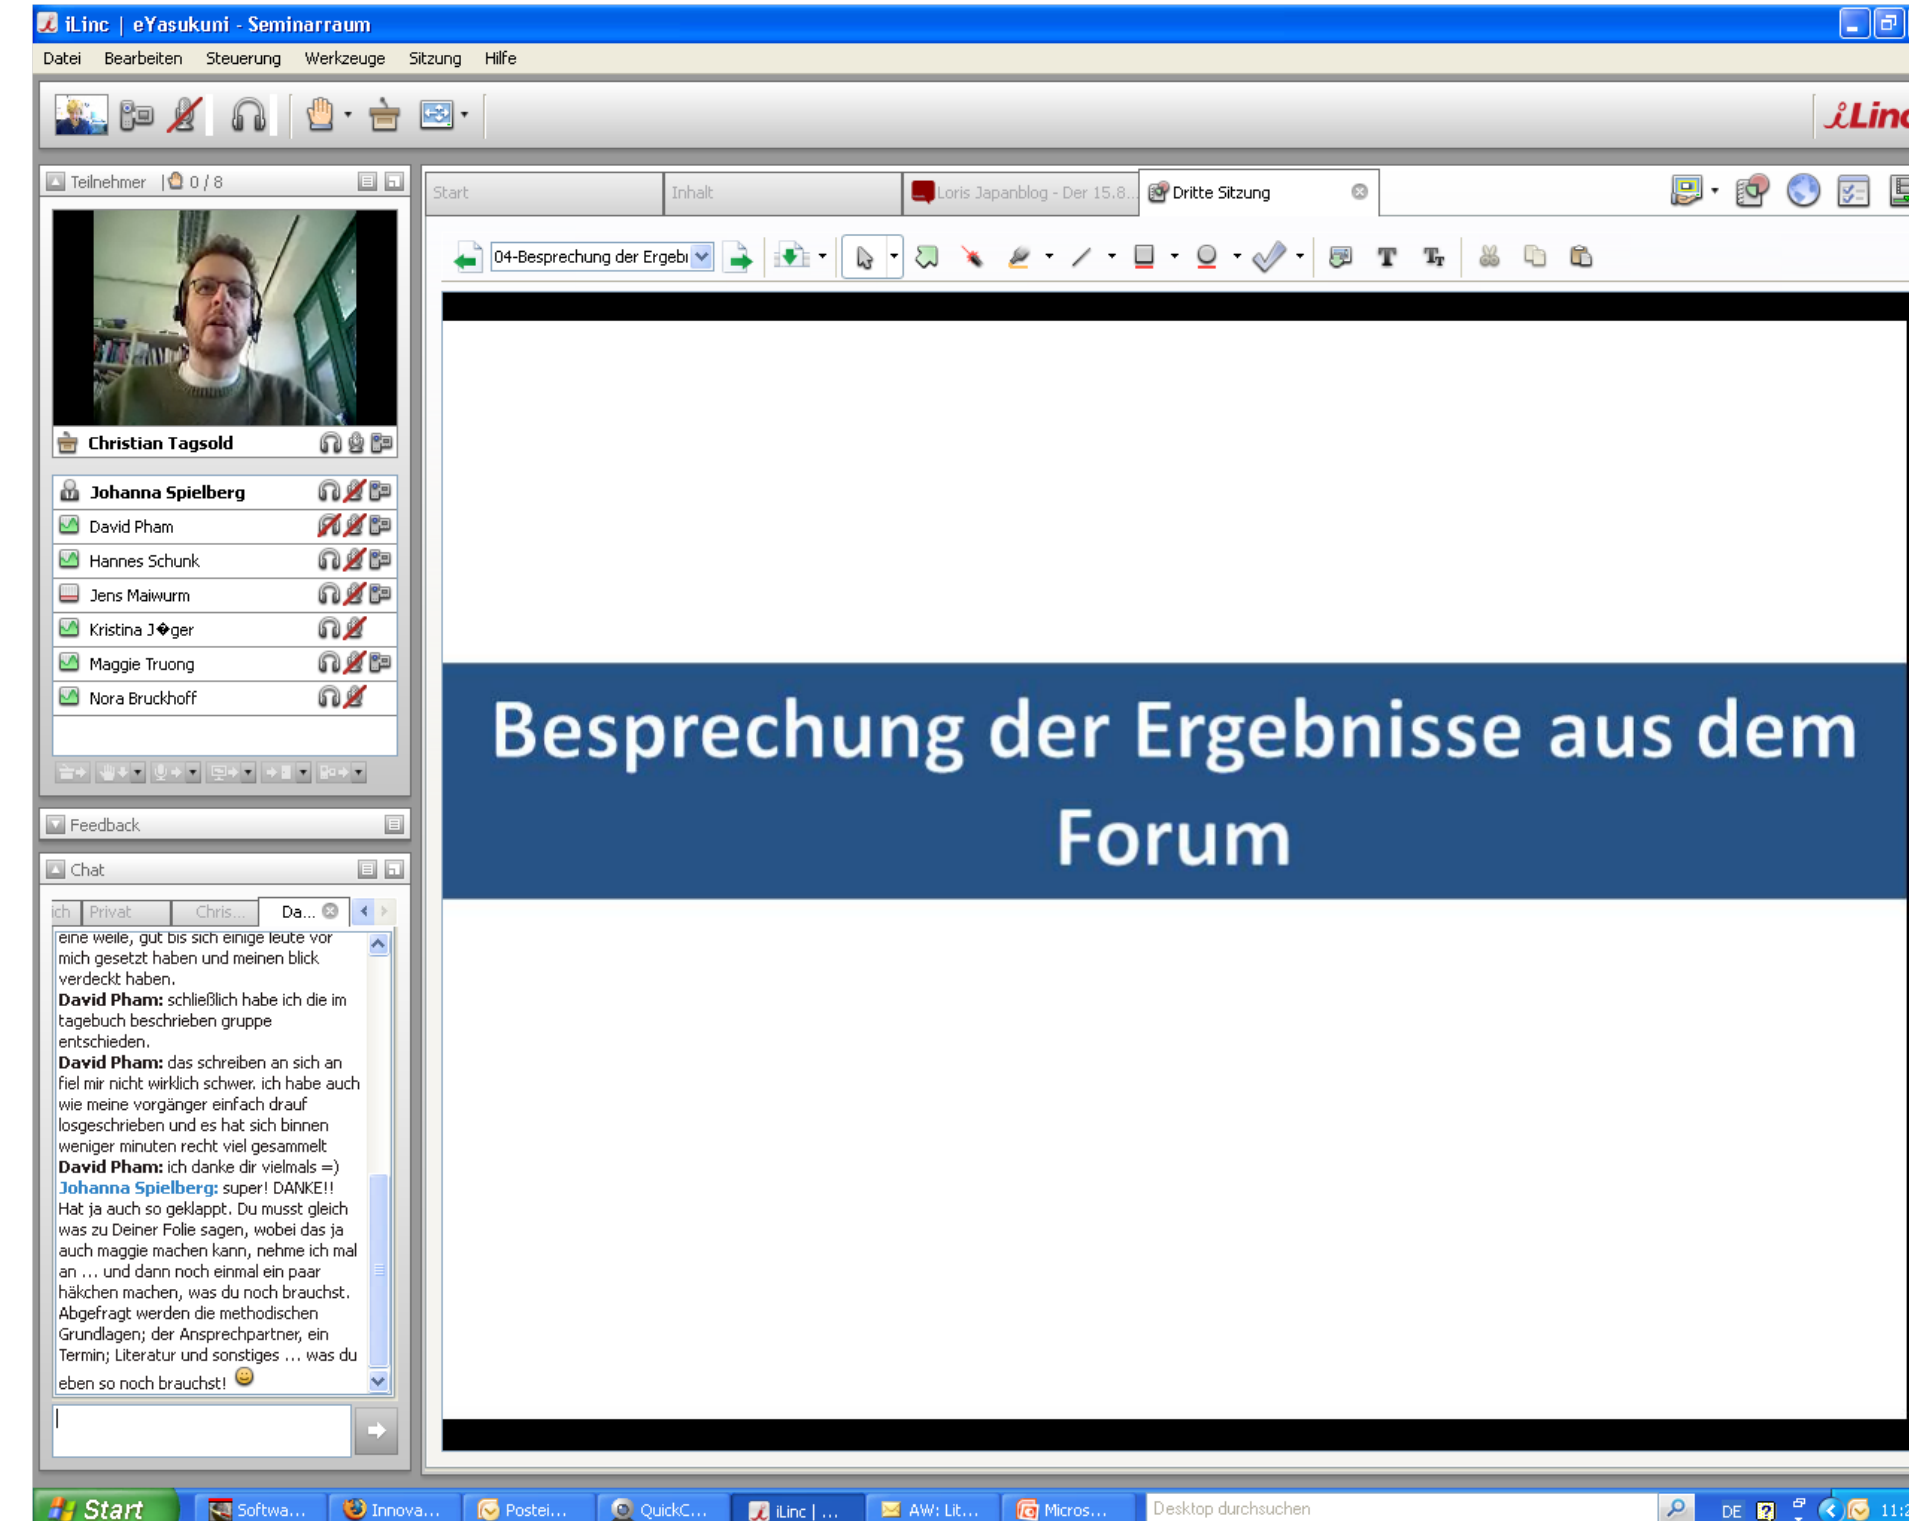 iLinc | eYasukuni - Seminarraum
Datei Bearbeiten Steuerung Werkzeuge Sitzung Hilfe
iLinc
Teilnehmer | 0 / 8
Christian Tagsold
Johanna Spielberg
David Pham
Hannes Schunk
Jens Maiwurm
Kristina J�ger
Maggie Truong
Nora Bruckhoff
Feedback
Chat
ich Privat Chris... Da...
eine weile, gut bis sich einige leute vor
mich gesetzt haben und meinen blick
verdeckt haben.
David Pham: schließlich habe ich die im
tagebuch beschrieben gruppe
entschieden.
David Pham: das schreiben an sich an
fiel mir nicht wirklich schwer. ich habe auch
wie meine vorgänger einfach drauf
losgeschrieben und es hat sich binnen
weniger minuten recht viel gesammelt
David Pham: ich danke dir vielmals =)
Johanna Spielberg: super! DANKE!!
Hat ja auch so geklappt. Du musst gleich
was zu Deiner Folie sagen, wobei das ja
auch maggie machen kann, nehme ich mal
an ... und dann noch einmal ein paar
häkchen machen, was du noch brauchst.
Abgefragt werden die methodischen
Grundlagen; der Ansprechpartner, ein
Termin; Literatur und sonstiges ... was du
eben so noch brauchst!
Start Inhalt Loris Japanblog - Der 15.8... Dritte Sitzung
04-Besprechung der Ergebi
T Tт
Besprechung der Ergebnisse aus dem
Forum
Start Softwa... Innova... Postei... QuickC... iLinc | ... AW: Lit... Micros... Desktop durchsuchen DE